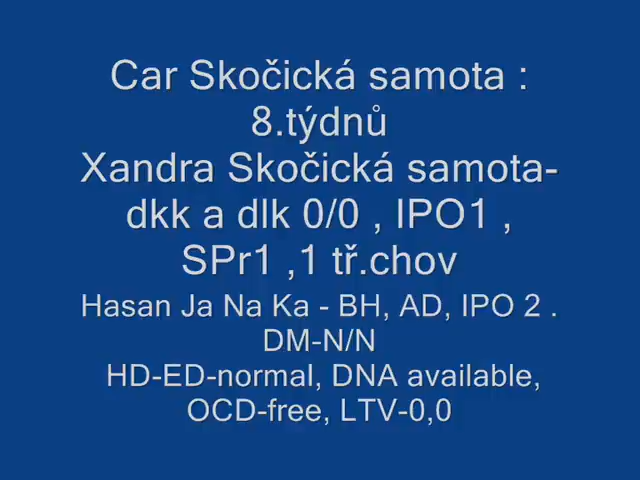 Car Skočická samota :
8.týdnů
Xandra Skočická samota-
dkk a dlk 0/0 , IPO1 ,
SPr1 ,1 tř.chov
Hasan Ja Na Ka - BH, AD, IPO 2 .
DM-N/N
HD-ED-normal, DNA available,
OCD-free, LTV-0,0